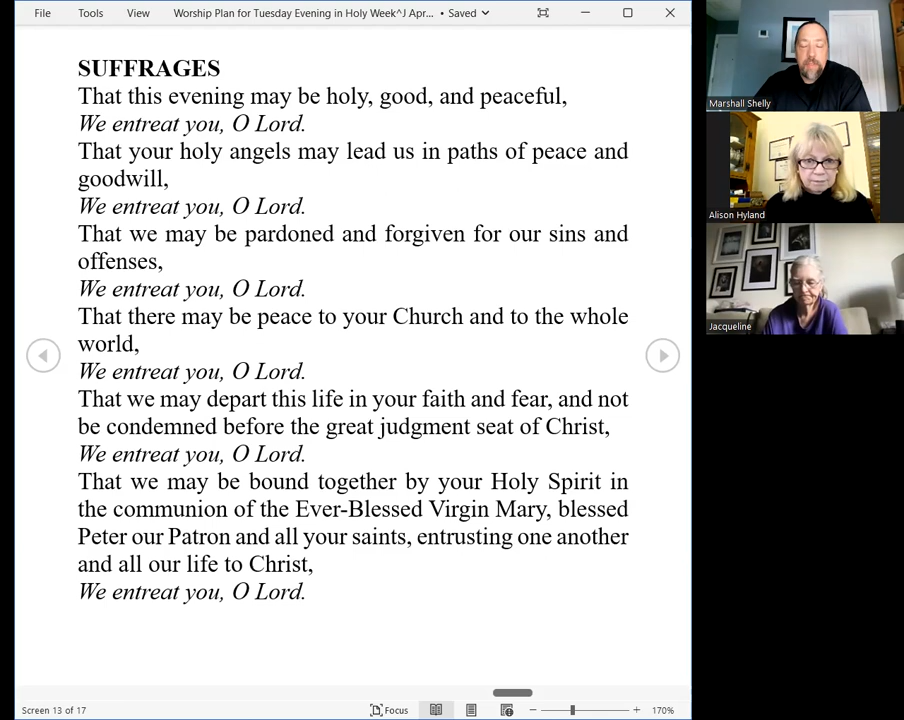 File Tools View Worship Plan for Tuesday Evening in Holy Week^J Apr... • Saved
SUFFRAGES
That this evening may be holy, good, and peaceful,
We entreat you, O Lord.
That your holy angels may lead us in paths of peace and
goodwill,
We entreat you, O Lord.
That we may be pardoned and forgiven for our sins and
offenses,
We entreat you, O Lord.
That there may be peace to your Church and to the whole
world,
We entreat you, O Lord.
That we may depart this life in your faith and fear, and not
be condemned before the great judgment seat of Christ,
We entreat you, O Lord.
That we may be bound together by your Holy Spirit in
the communion of the Ever-Blessed Virgin Mary, blessed
Peter our Patron and all your saints, entrusting one another
and all our life to Christ,
We entreat you, O Lord.
Screen 13 of 17 Focus 170%
Marshall Shelly
Alison Hyland
Jacqueline